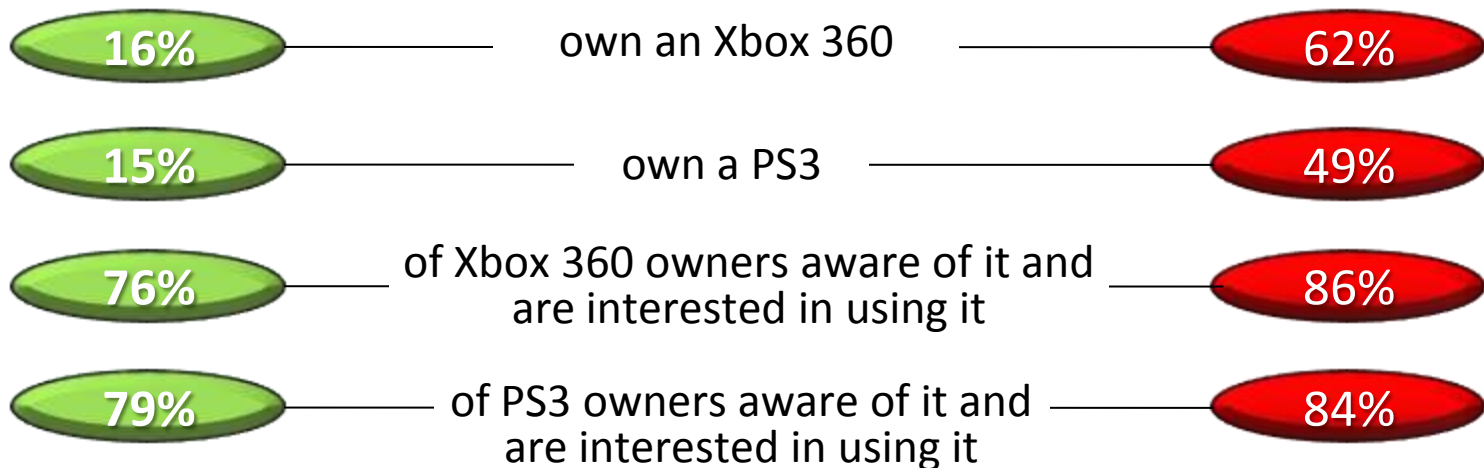 16% own an Xbox 360 62%
15% own a PS3 49%
76% of Xbox 360 owners aware of it and 86%
are interested in using it
79% of PS3 owners aware of it and 84%
are interested in using it